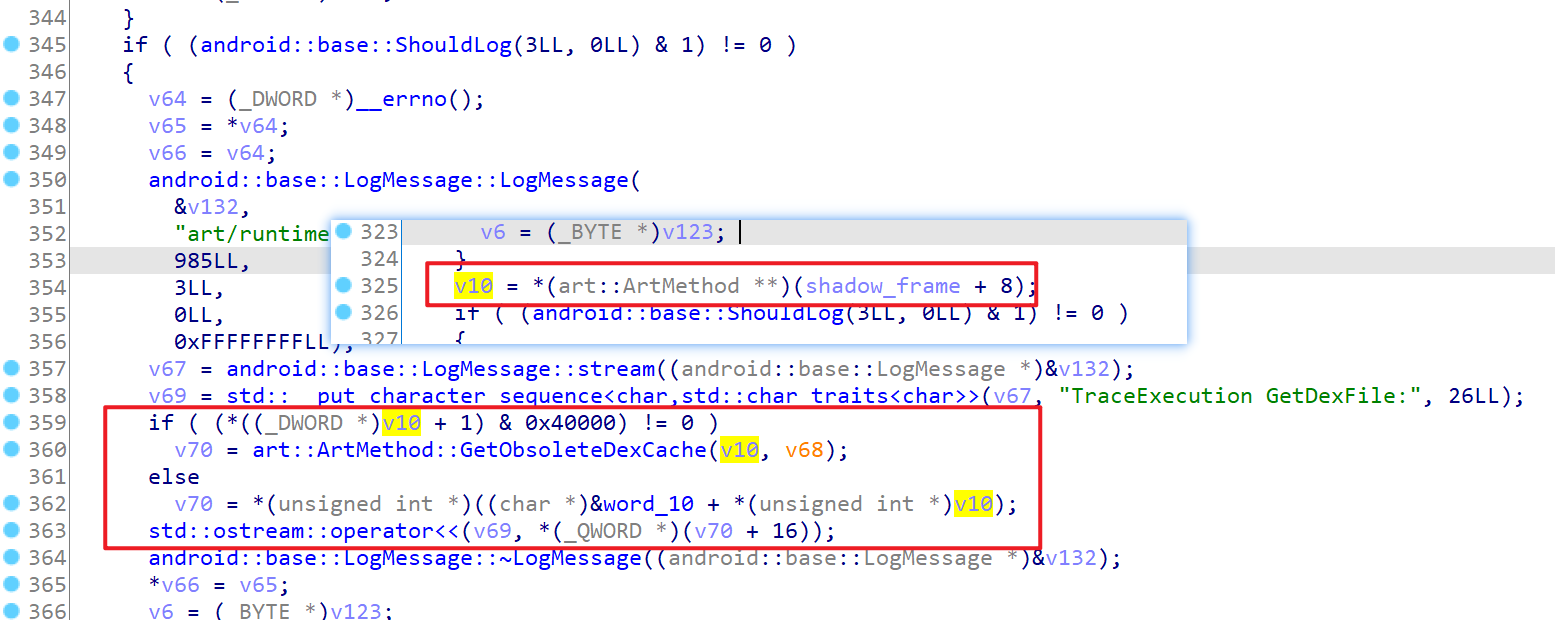 344 }
345 if ( (android::base::ShouldLog(3LL, 0LL) & 1) != 0 )
346 {
347 v64 = (_DWORD *)__errno();
348 v65 = *v64;
349 v66 = v64;
350 android::base::LogMessage::LogMessage(
351 &v132,
352 "art/runtime
353 985LL,
354 3LL,
355 0LL,
356 0xFFFFFFFFLL);
323 v6 = (_BYTE *)v123;
324 }
325 v10 = *(art::ArtMethod **)(shadow_frame + 8);
326 if ( (android::base::ShouldLog(3LL, 0LL) & 1) != 0 )
327 {
357 v67 = android::base::LogMessage::stream((android::base::LogMessage *)&v132);
358 v69 = std::__put_character_sequence<char,std::char_traits<char>>(v67, "TraceExecution GetDexFile:", 26LL);
359 if ( (*((_DWORD *)v10 + 1) & 0x40000) != 0 )
360 v70 = art::ArtMethod::GetObsoleteDexCache(v10, v68);
361 else
362 v70 = *(unsigned int *)((char *)&word_10 + *(unsigned int *)v10);
363 std::ostream::operator<<(v69, *(_QWORD *)(v70 + 16));
364 android::base::LogMessage::~LogMessage((android::base::LogMessage *)&v132);
365 *v66 = v65;
366 v6 = (_BYTE *)v123;